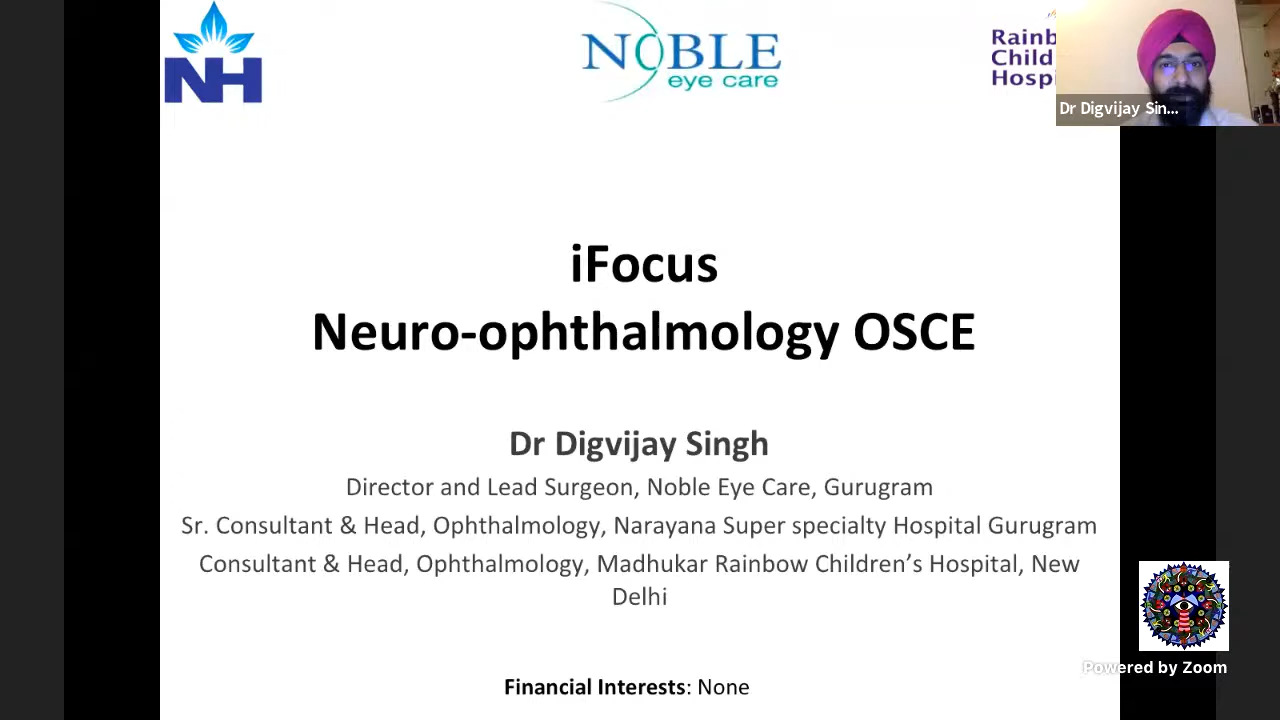 NH
NOBLE
eye care
Rainb
Child
Hospi
Dr Digvijay Sin...
iFocus
Neuro-ophthalmology OSCE
Dr Digvijay Singh
Director and Lead Surgeon, Noble Eye Care, Gurugram
Sr. Consultant & Head, Ophthalmology, Narayana Super specialty Hospital Gurugram
Consultant & Head, Ophthalmology, Madhukar Rainbow Children’s Hospital, New
Delhi
Powered by Zoom
Financial Interests: None